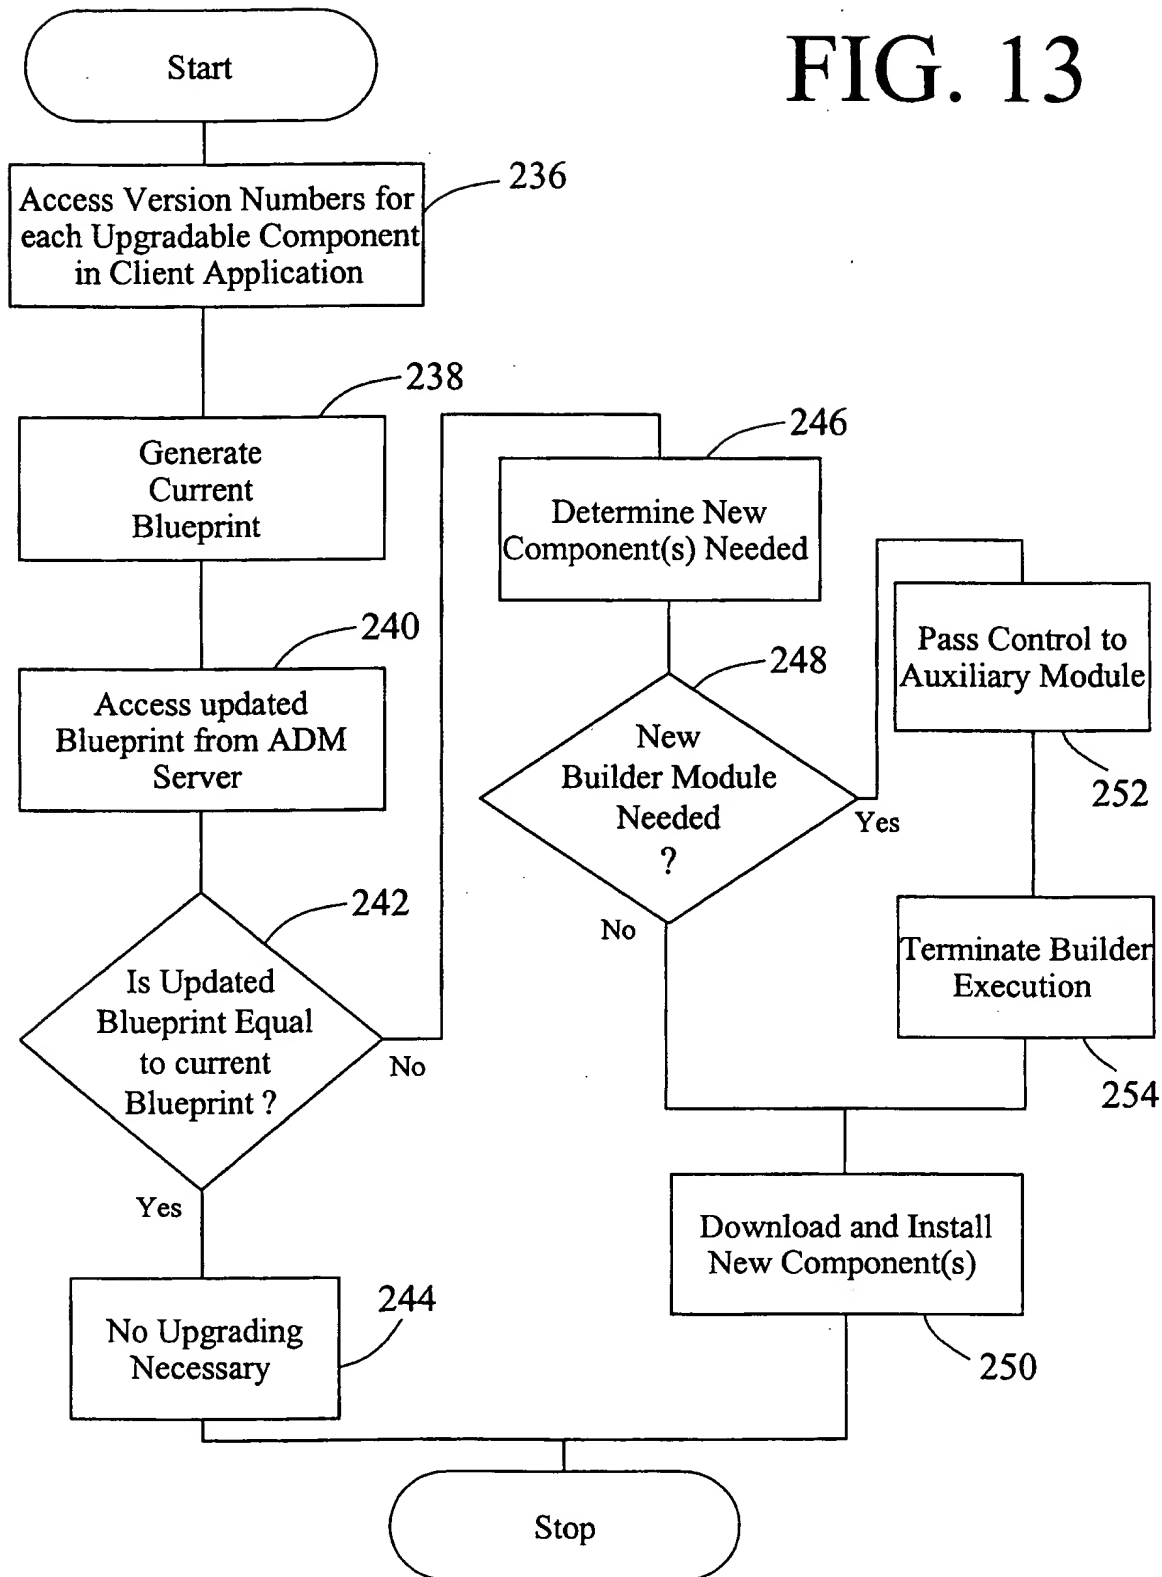 FIG. 13
Start
236
Access Version Numbers for
each Upgradable Component
in Client Application
238
Generate
Current
Blueprint
240
Access updated
Blueprint from ADM
Server
242
Is Updated
Blueprint Equal
to current
Blueprint ?
No
Yes
244
No Upgrading
Necessary
246
Determine New
Component(s) Needed
248
New
Builder Module
Needed
?
Yes
No
Pass Control to
Auxiliary Module
252
Terminate Builder
Execution
254
Download and Install
New Component(s)
250
Stop